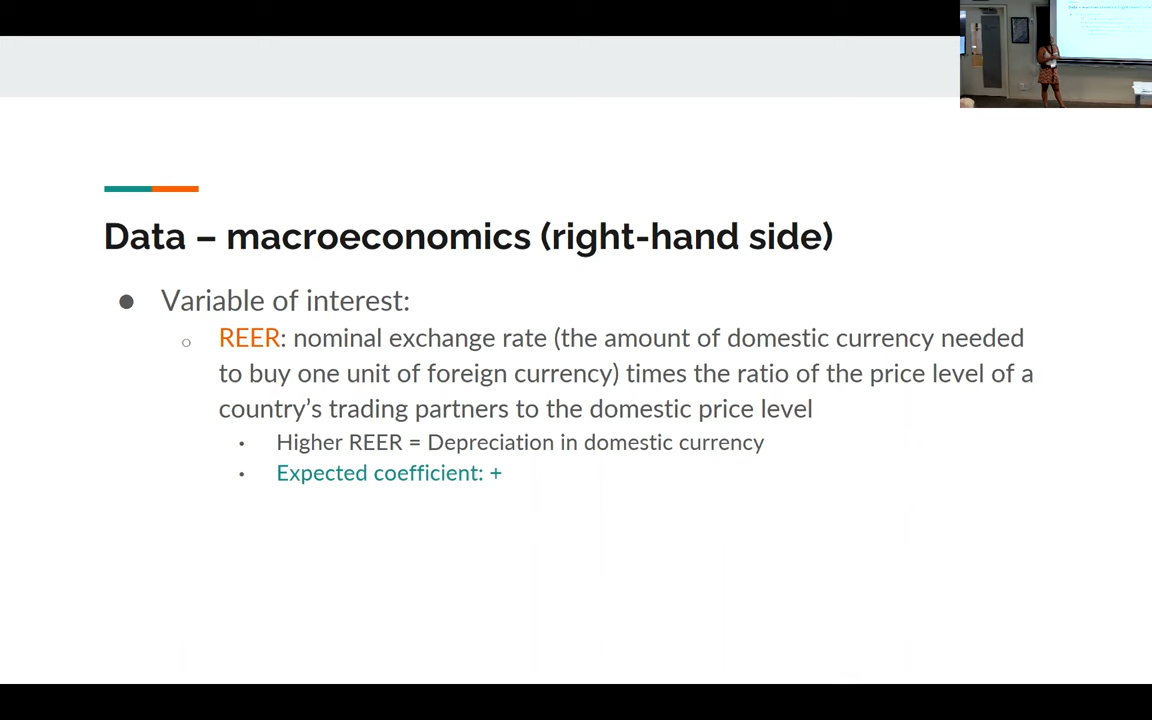 Data – macroeconomics (right-hand side)
● Variable of interest:
○ REER: nominal exchange rate (the amount of domestic currency needed
to buy one unit of foreign currency) times the ratio of the price level of a
country’s trading partners to the domestic price level
• Higher REER = Depreciation in domestic currency
• Expected coefficient: +